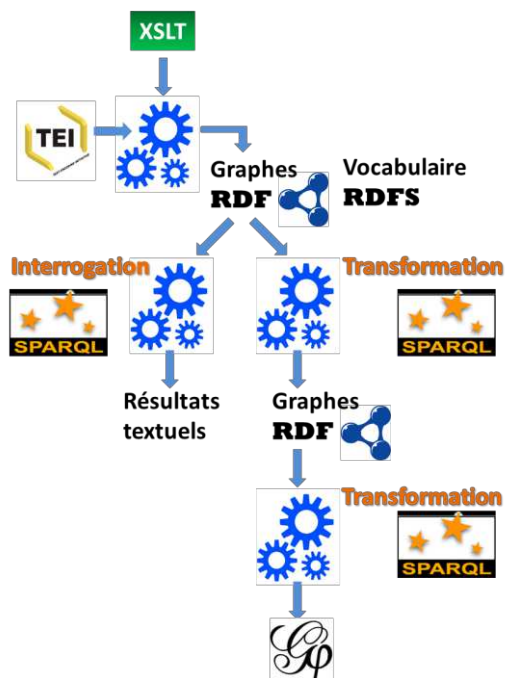 XSLT
TEI
Graphes
RDF
Vocabulaire
RDFS
Interrogation
SPARQL
Transformation
SPARQL
Résultats
textuels
Graphes
RDF
Transformation
SPARQL